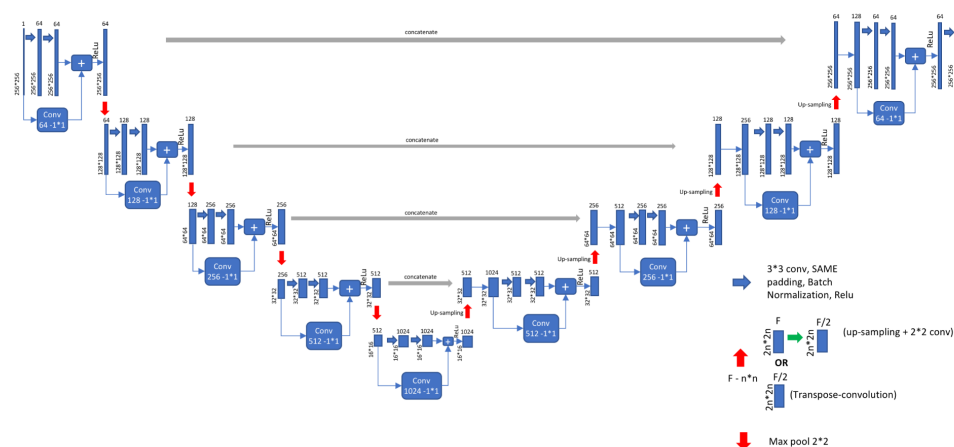 1 64 64 64
256*256 256*256 256*256 256*256
+ ReLu
Conv
64 -1*1
concatenate
64 128 128 128
128*128 128*128 128*128 128*128
+ ReLu
Conv
128 -1*1
concatenate
128 256 256 256
64*64 64*64 64*64 64*64
+ ReLu
Conv
256 -1*1
concatenate
256 512 512 512
32*32 32*32 32*32 32*32
+ ReLu
Conv
512 -1*1
concatenate
512 1024 1024 1024
16*16 16*16 16*16 16*16
+ ReLu
Conv
1024 -1*1
Up-sampling
512 1024 512 512 512
32*32 32*32 32*32 32*32 32*32
+ ReLu
Conv
512 -1*1
Up-sampling
256 512 256 256 256
64*64 64*64 64*64 64*64 64*64
+ ReLu
Conv
256 -1*1
Up-sampling
128 256 128 128 128
128*128 128*128 128*128 128*128 128*128
+ ReLu
Conv
128 -1*1
Up-sampling
64 128 64 64 64
256*256 256*256 256*256 256*256 256*256
+ ReLu
Conv
64 -1*1
3*3 conv, SAME
padding, Batch
Normalization, Relu
F F/2
2n*2n 2n*2n
(up-sampling + 2*2 conv)
OR
F - n*n
F/2
2n*2n
(Transpose-convolution)
Max pool 2*2